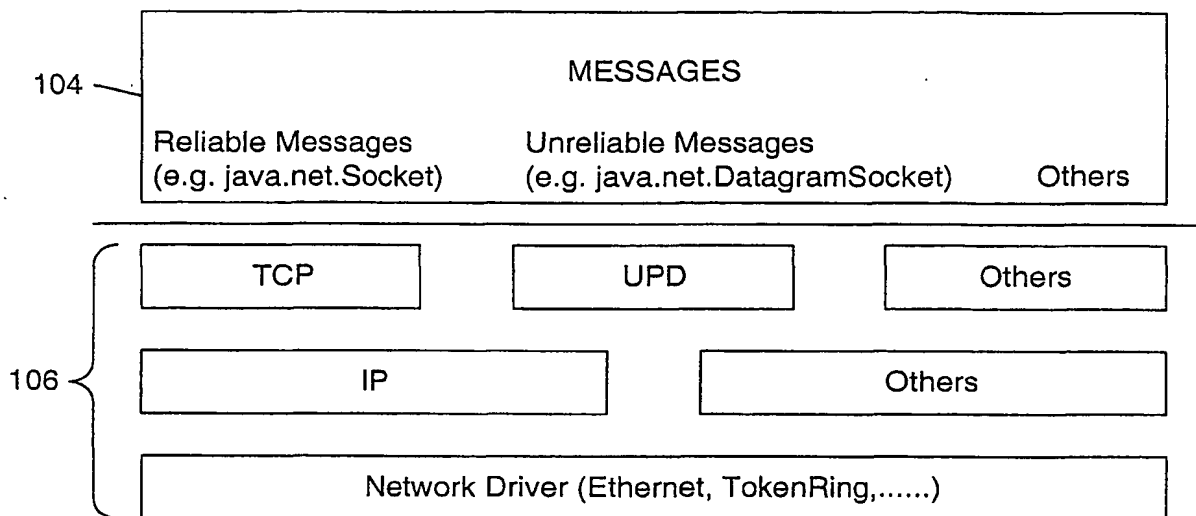 MESSAGES
104
Reliable Messages
(e.g. java.net.Socket)
Unreliable Messages
(e.g. java.net.DatagramSocket)
Others
TCP
UPD
Others
106
IP
Others
Network Driver (Ethernet, TokenRing,......)